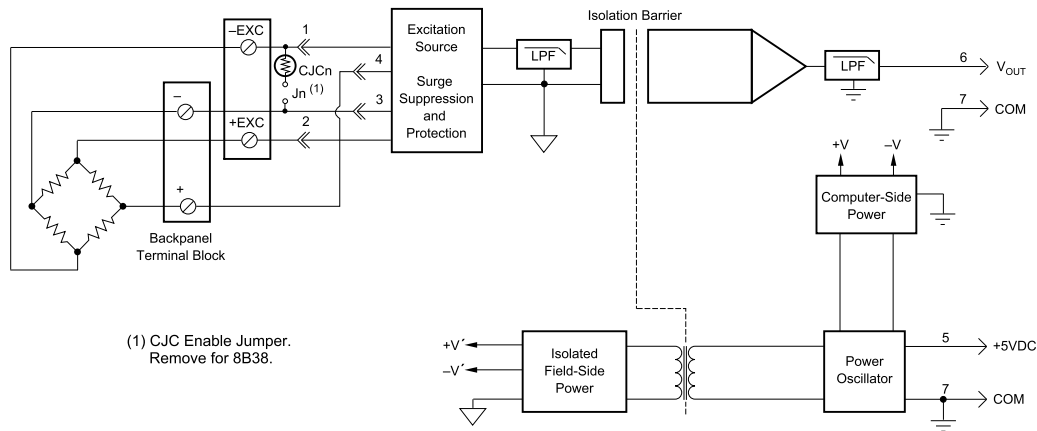 –EXC
1
CJCn
Jn (1)
4
3
–
+EXC
2
+
Backpanel
Terminal Block
Excitation
Source
Surge
Suppression
and
Protection
LPF
Isolation Barrier
LPF
6
VOUT
7
COM
+V
–V
Computer-Side
Power
(1) CJC Enable Jumper.
Remove for 8B38.
+V´
–V´
Isolated
Field-Side
Power
Power
Oscillator
5
+5VDC
7
COM